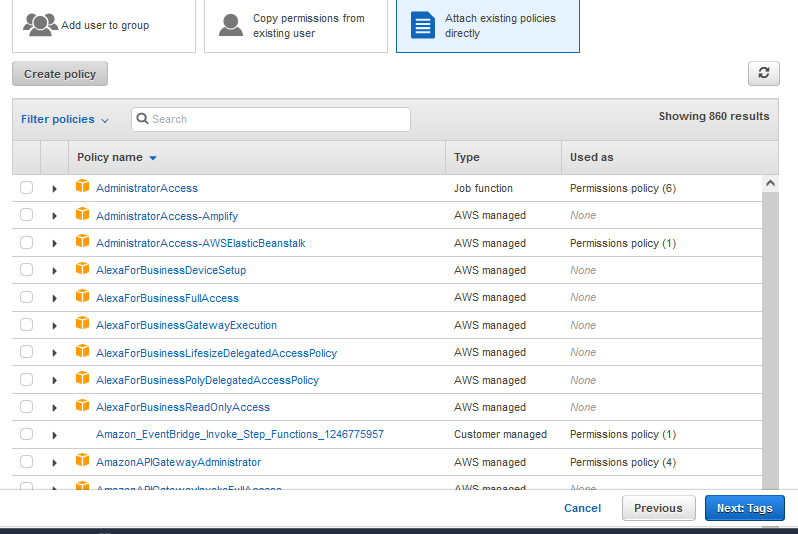 Add user to group
Copy permissions from
existing user
Attach existing policies
directly
Create policy
Filter policies
Search
Showing 860 results
Policy name Type Used as
AdministratorAccess Job function Permissions policy (6)
AdministratorAccess-Amplify AWS managed None
AdministratorAccess-AWSElasticBeanstalk AWS managed Permissions policy (1)
AlexaForBusinessDeviceSetup AWS managed None
AlexaForBusinessFullAccess AWS managed None
AlexaForBusinessGatewayExecution AWS managed None
AlexaForBusinessLifesizeDelegatedAccessPolicy AWS managed None
AlexaForBusinessPolyDelegatedAccessPolicy AWS managed None
AlexaForBusinessReadOnlyAccess AWS managed None
Amazon_EventBridge_Invoke_Step_Functions_1246775957 Customer managed Permissions policy (1)
AmazonAPIGatewayAdministrator AWS managed Permissions policy (4)
AmazonAPIGatewayInvokeFullAccess AWS managed None
Cancel Previous Next: Tags